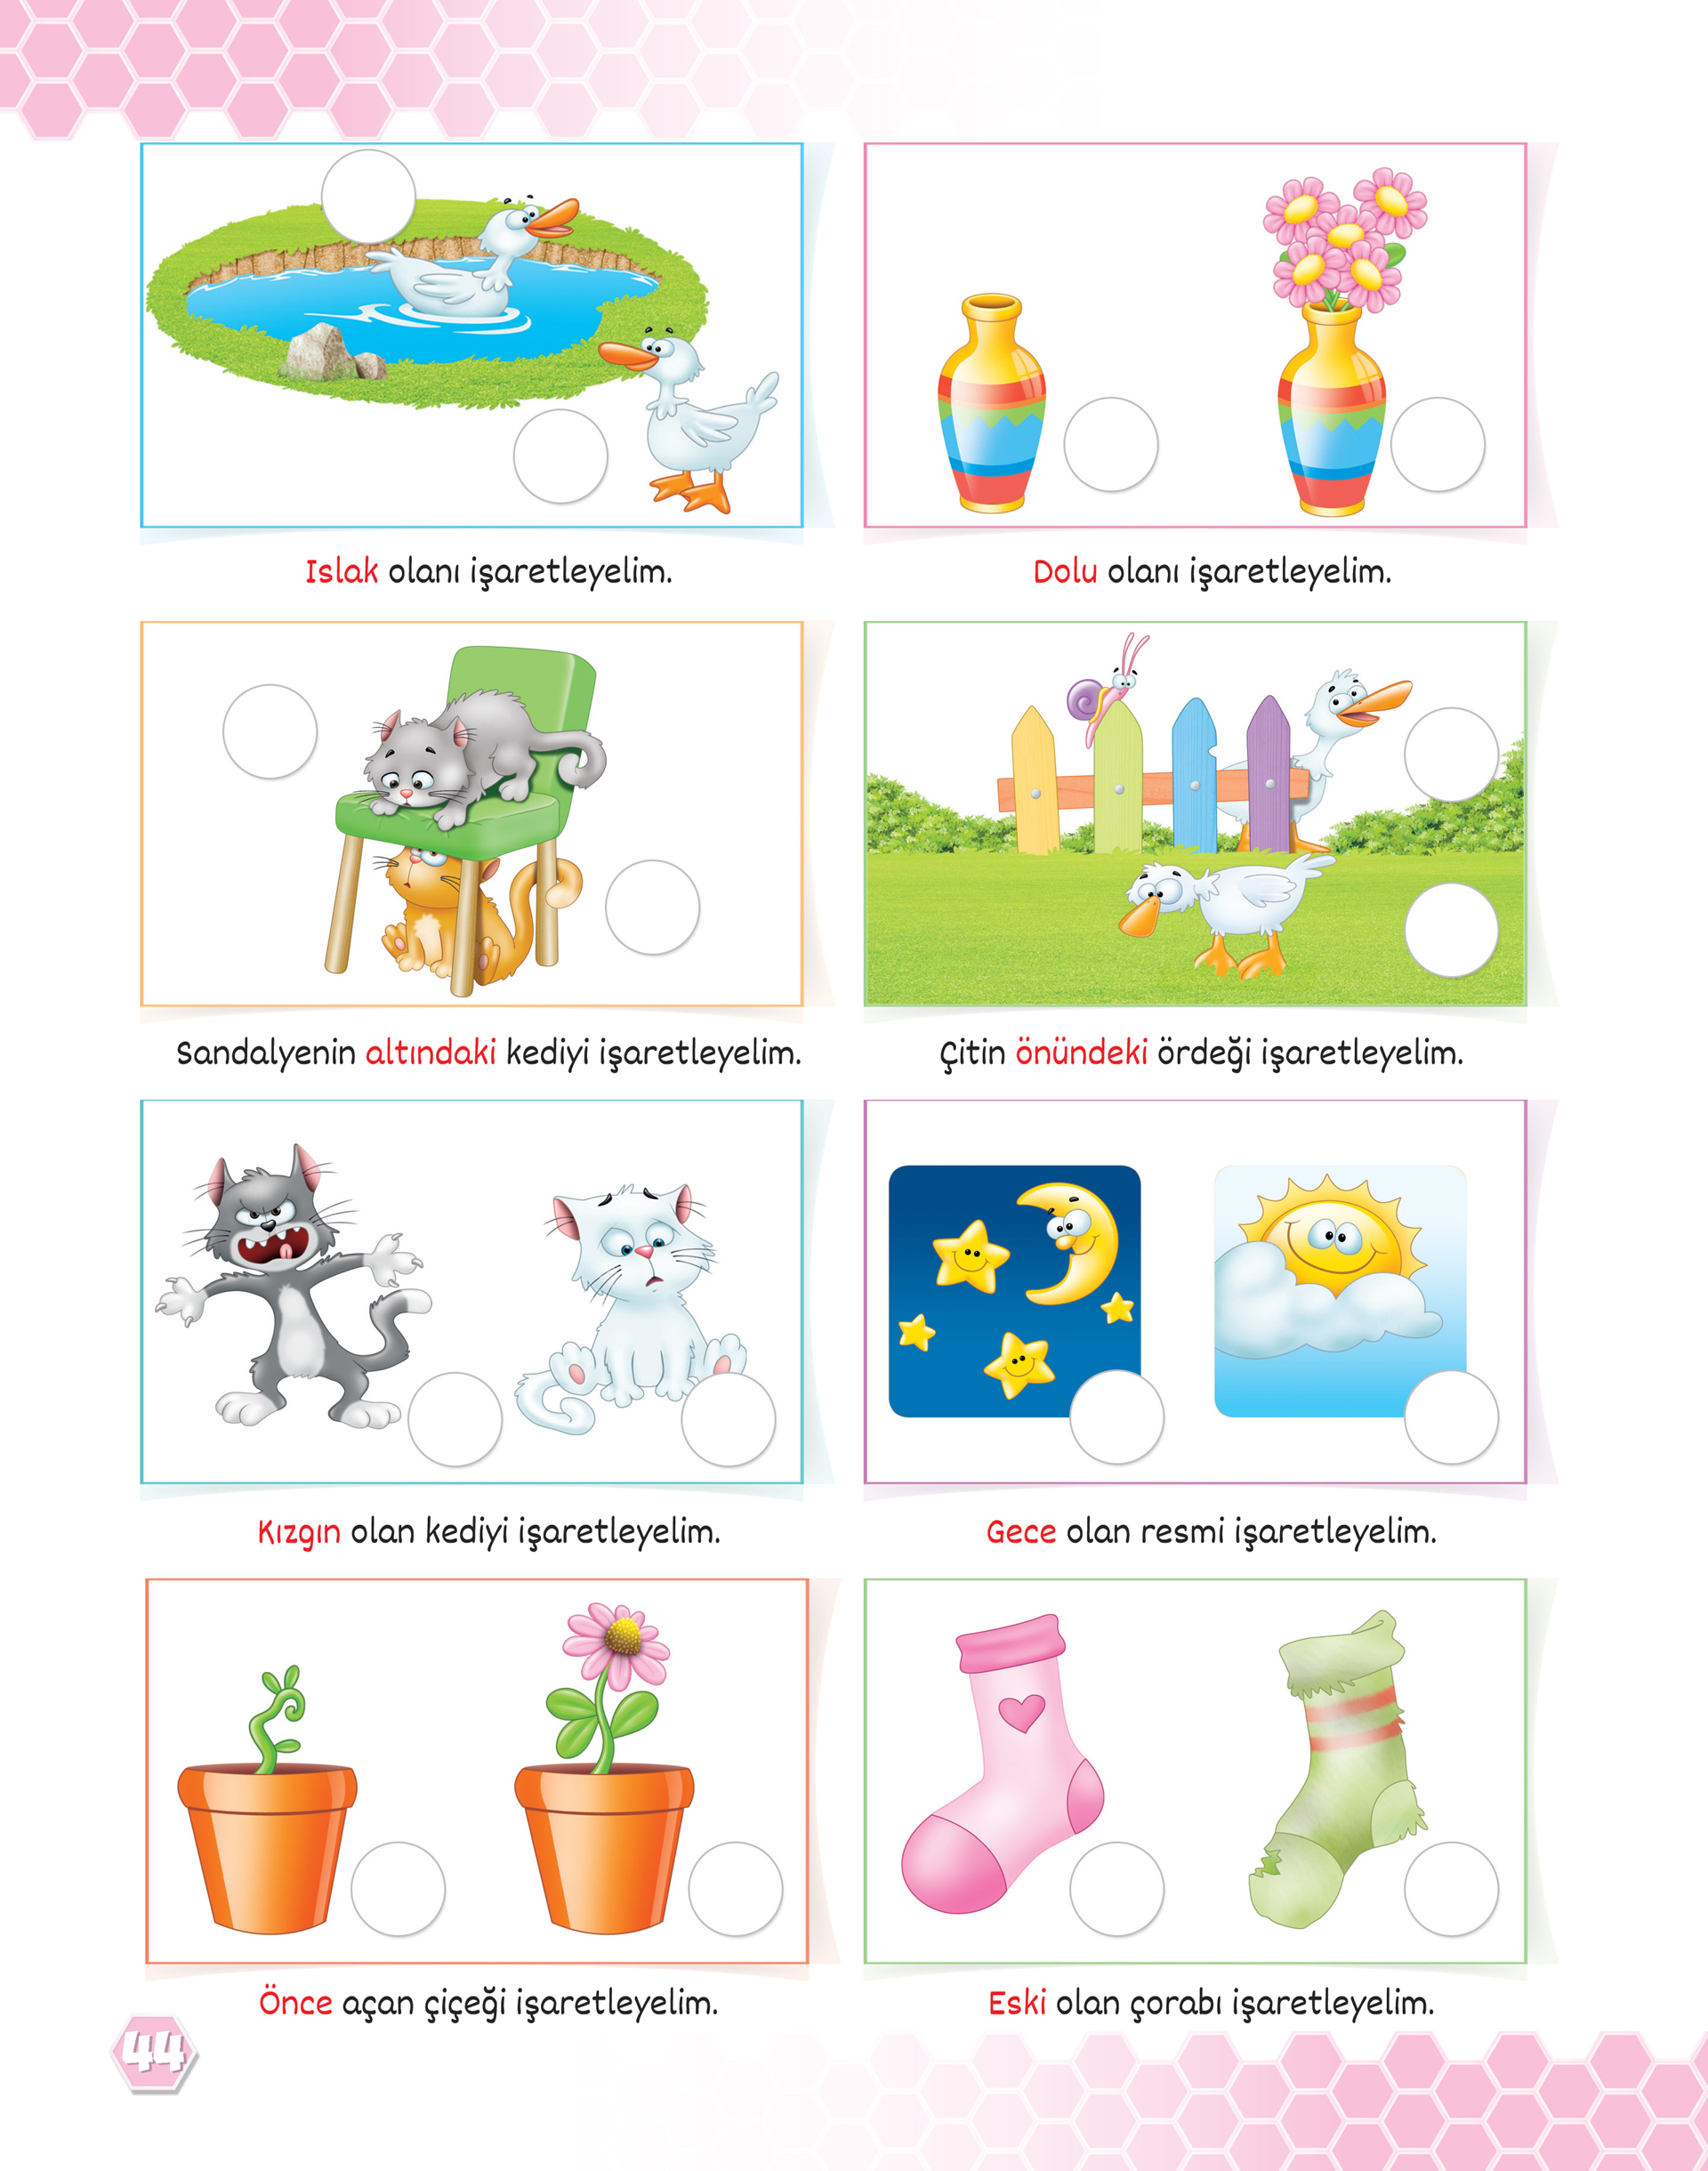 Islak olanı işaretleyelim.
Dolu olanı işaretleyelim.
Sandalyenin altındaki kediyi işaretleyelim.
Çitin önündeki ördeği işaretleyelim.
Kızgın olan kediyi işaretleyelim.
Gece olan resmi işaretleyelim.
Önce açan çiçeği işaretleyelim.
Eski olan çorabı işaretleyelim.
44